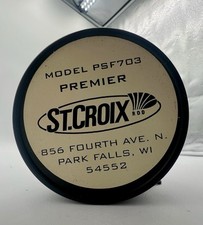 MODEL PSF703
PREMIER
ST.CROIX
ROD
856 FOURTH AVE. N.
PARK FALLS, WI
54552